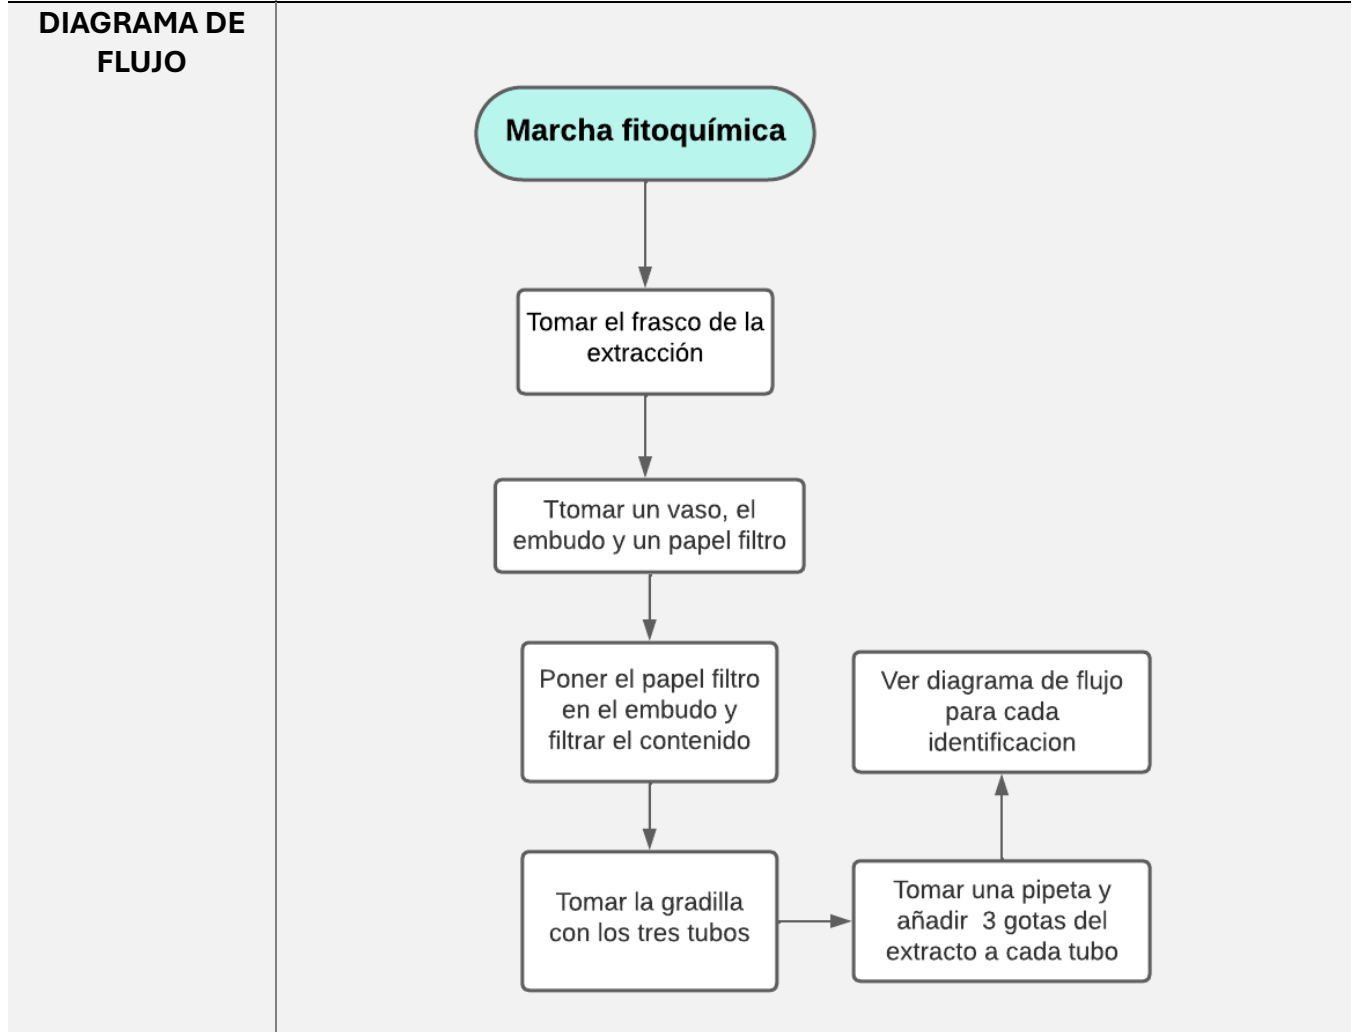 DIAGRAMA DE
FLUJO
Marcha fitoquímica
Tomar el frasco de la
extracción
Ttomar un vaso, el
embudo y un papel filtro
Poner el papel filtro
en el embudo y
filtrar el contenido
Tomar la gradilla
con los tres tubos
Tomar una pipeta y
añadir  3 gotas del
extracto a cada tubo
Ver diagrama de flujo
para cada
identificacion